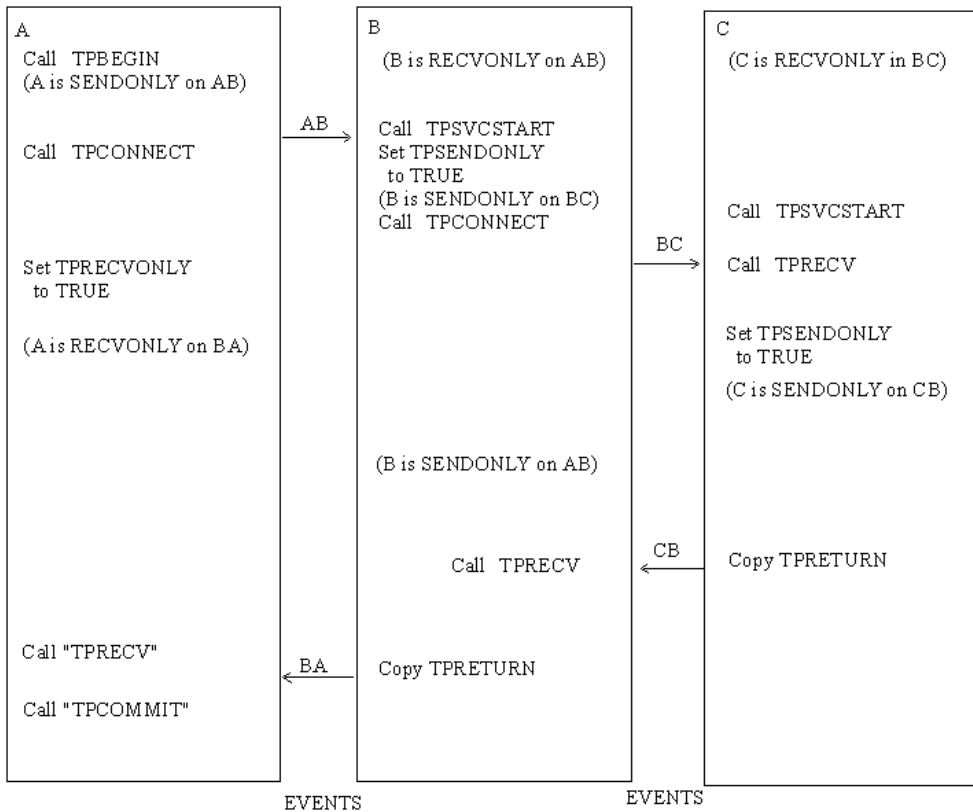 A
Call TPBEGIN
(A is SENDONLY on AB)
Call TPCONNECT
Set TPRECVONLY
to TRUE
(A is RECVONLY on BA)
Call "TPRECV"
Call "TPCOMMIT"
AB
BA
EVENTS
B
(B is RECVONLY on AB)
Call TPSVCSTART
Set TPSENDONLY
to TRUE
(B is SENDONLY on BC)
Call TPCONNECT
(B is SENDONLY on AB)
Call TPRECV
Copy TPRETURN
BC
CB
EVENTS
C
(C is RECVONLY in BC)
Call TPSVCSTART
Call TPRECV
Set TPSENDONLY
to TRUE
(C is SENDONLY on CB)
Copy TPRETURN